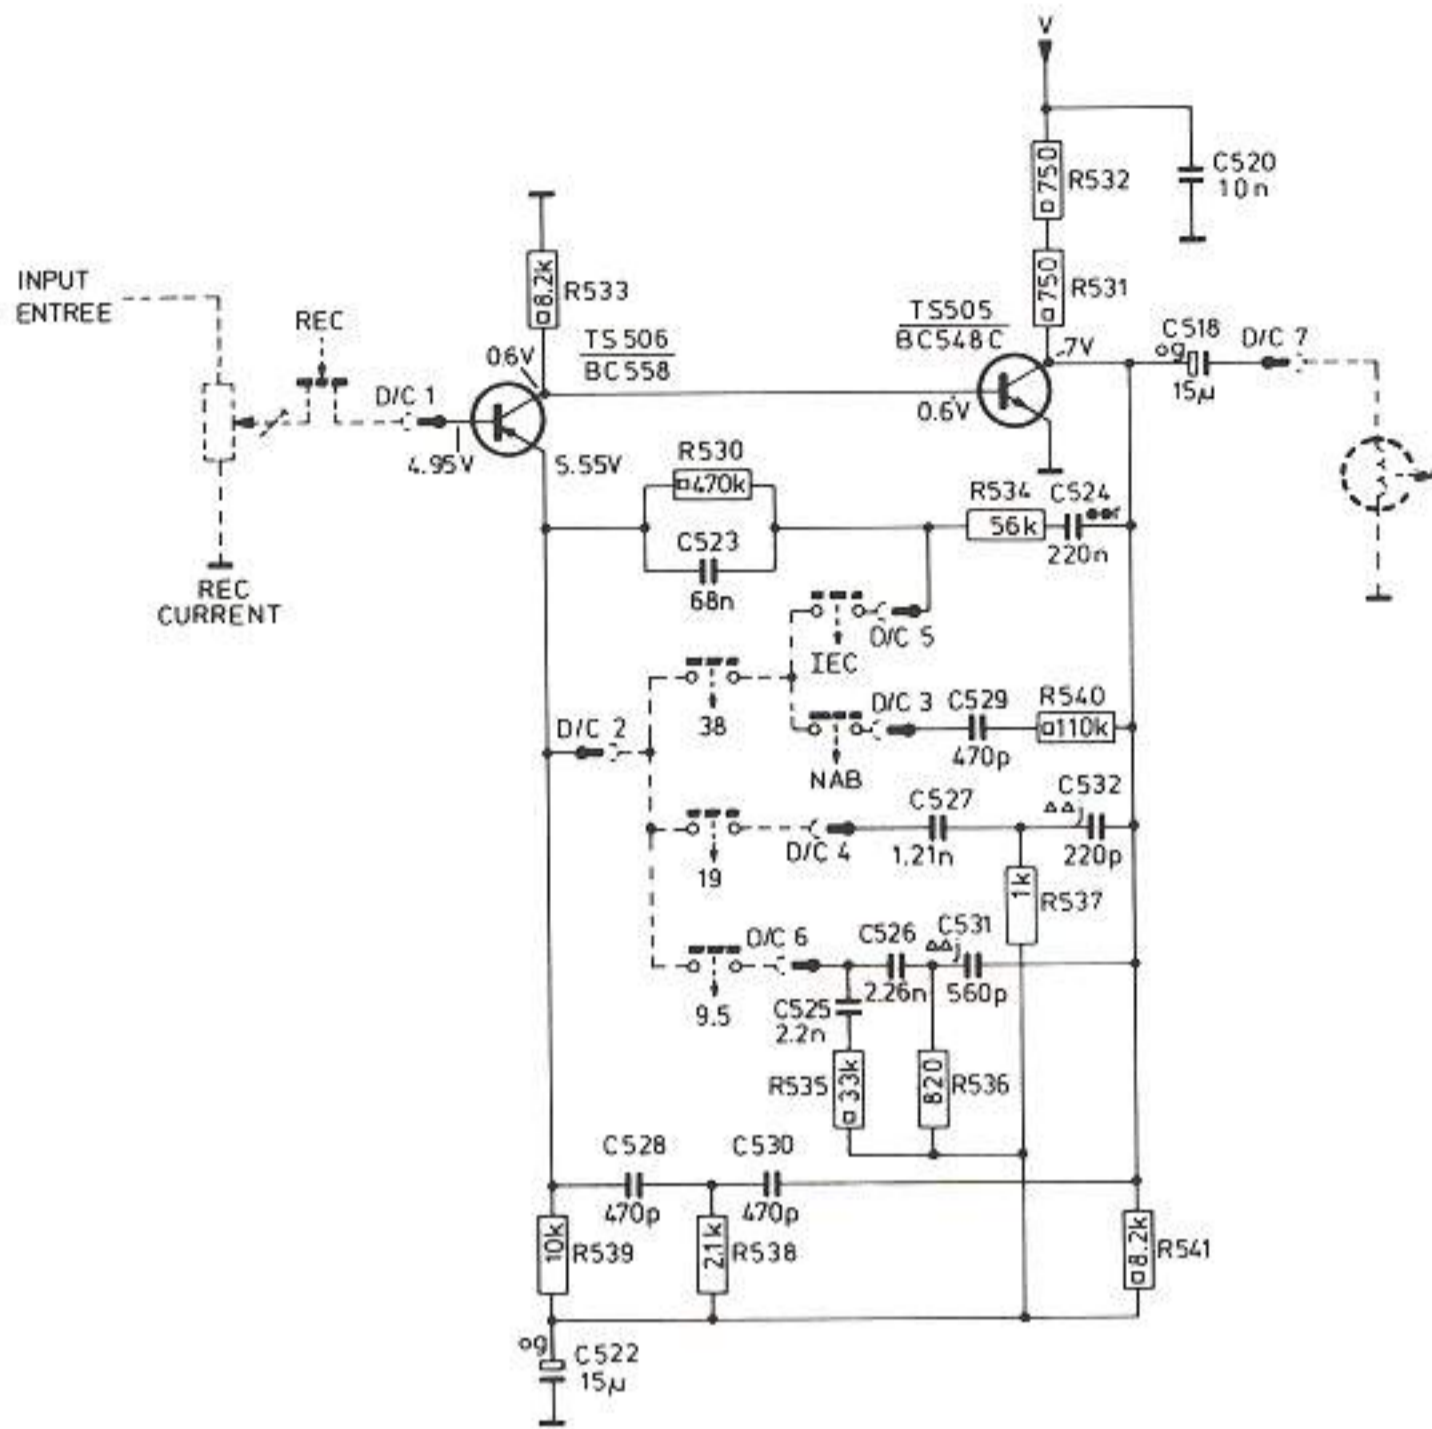 V
750
R532
C520
10n
8.2k
R533
750
R531
INPUT
ENTREE
REC
TS505
BC548C
C518
D/C 7
og
15µ
.7V
TS506
BC558
0.6V
D/C 1
4.95V
5.55V
0.6V
R530
470k
C523
68n
R534
56k
C524
220n
REC
CURRENT
D/C 5
IEC
38
D/C 3
NAB
C529
470p
R540
110k
D/C 2
19
D/C 4
C527
1.21n
C532
220p
1k
R537
9.5
D/C 6
C526
2.26n
C531
560p
C525
2.2n
R535
33k
820
R536
C528
470p
C530
470p
10k
R539
2.1k
R538
8.2k
R541
og
C522
15µ